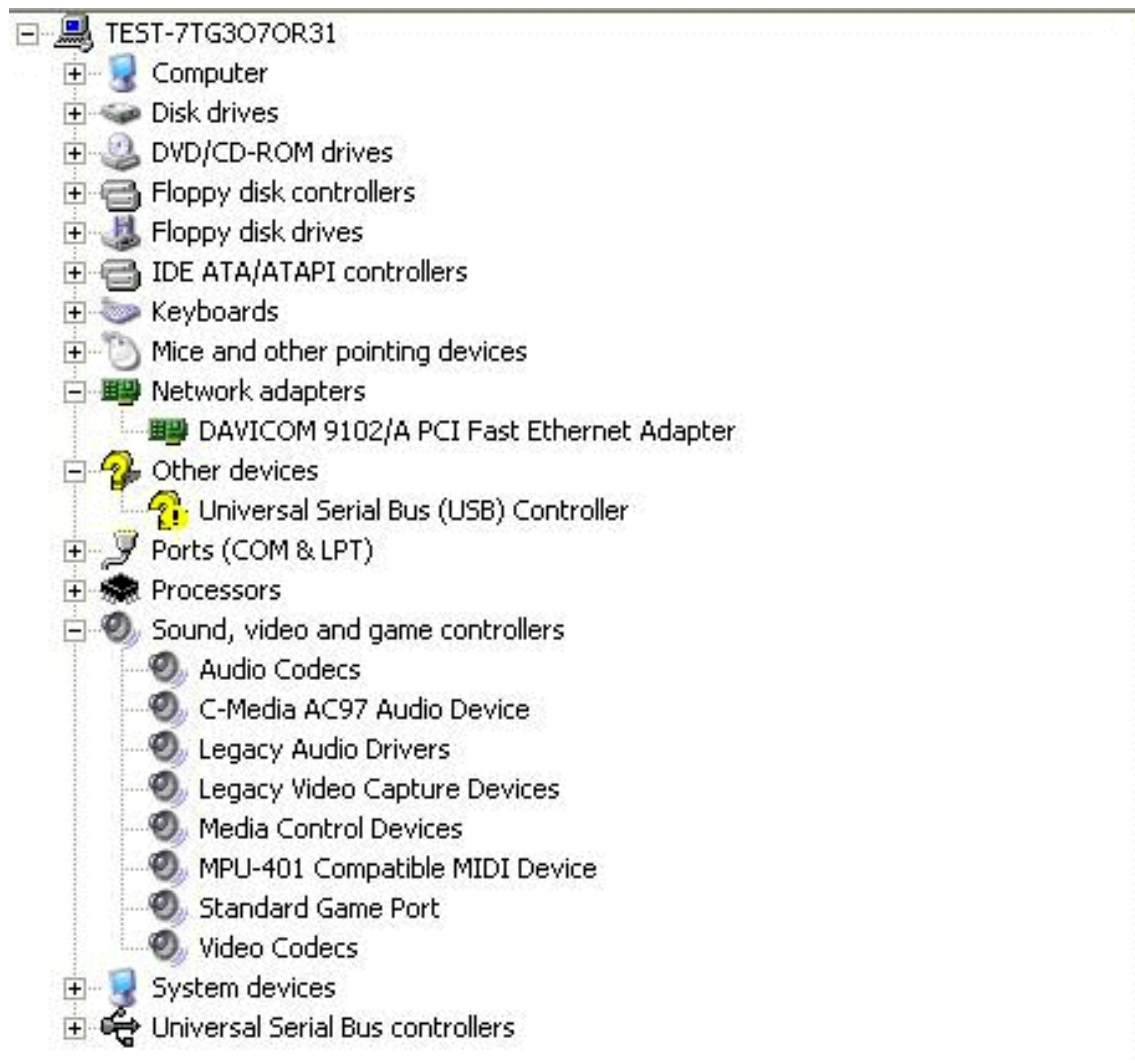 TEST-7TG3O7OR31
Computer
Disk drives
DVD/CD-ROM drives
Floppy disk controllers
Floppy disk drives
IDE ATA/ATAPI controllers
Keyboards
Mice and other pointing devices
Network adapters
DAVICOM 9102/A PCI Fast Ethernet Adapter
Other devices
Universal Serial Bus (USB) Controller
Ports (COM & LPT)
Processors
Sound, video and game controllers
Audio Codecs
C-Media AC97 Audio Device
Legacy Audio Drivers
Legacy Video Capture Devices
Media Control Devices
MPU-401 Compatible MIDI Device
Standard Game Port
Video Codecs
System devices
Universal Serial Bus controllers